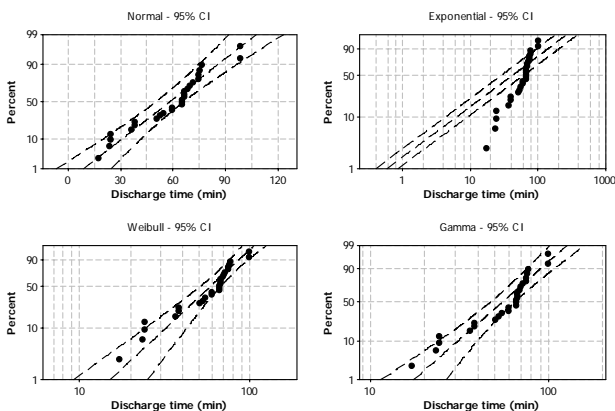 Normal - 95% CI
99
90
50
10
1
Percent
0 30 60 90 120
Discharge time (min)
Exponential - 95% CI
99
90
50
10
1
Percent
1 10 100 1000
Discharge time (min)
Weibull - 95% CI
90
50
10
1
Percent
10 100
Discharge time (min)
Gamma - 95% CI
99
90
50
10
1
Percent
10 100
Discharge time (min)